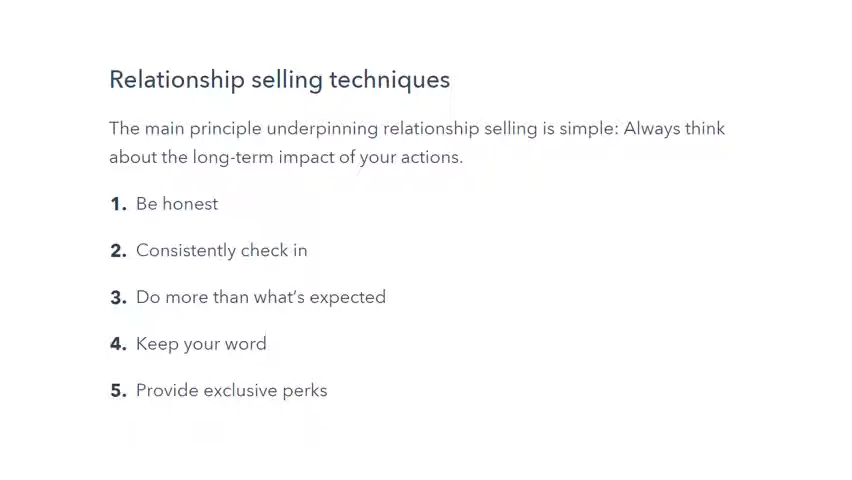 Relationship selling techniques
The main principle underpinning relationship selling is simple: Always think
about the long-term impact of your actions.
1. Be honest
2. Consistently check in
3. Do more than what’s expected
4. Keep your word
5. Provide exclusive perks